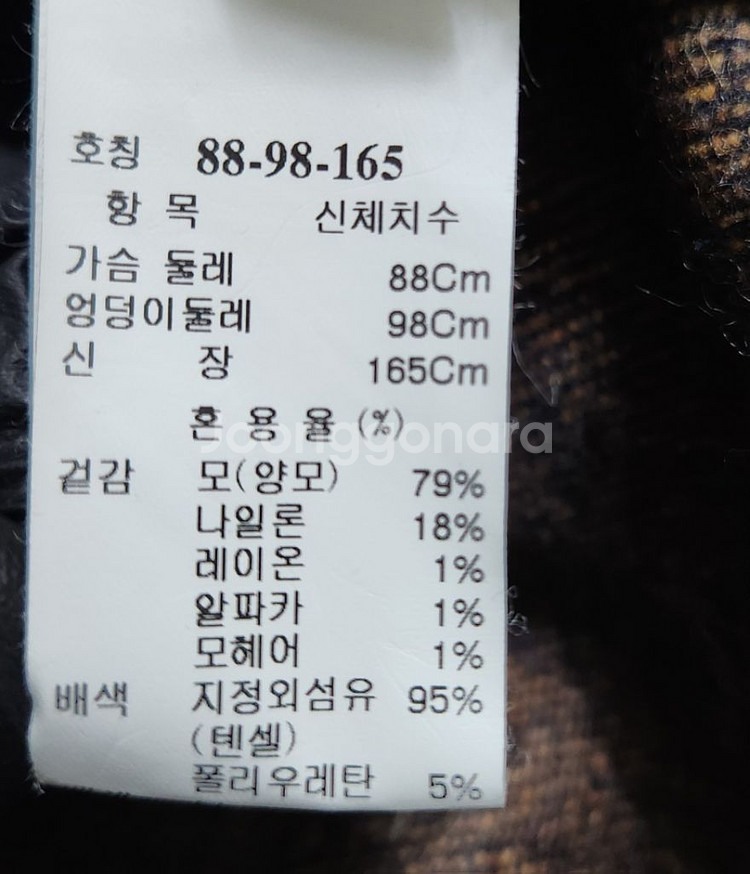 호칭 88-98-165
항 목 신체치수
가슴 둘레 88Cm
엉덩이둘레 98Cm
신 장 165Cm
혼 용 율 (%)
joonggonara
겉감 모(양모) 79%
나일론 18%
레이온 1%
알파카 1%
모헤어 1%
배색 지정외섬유 95%
(텐셀)
폴리우레탄 5%